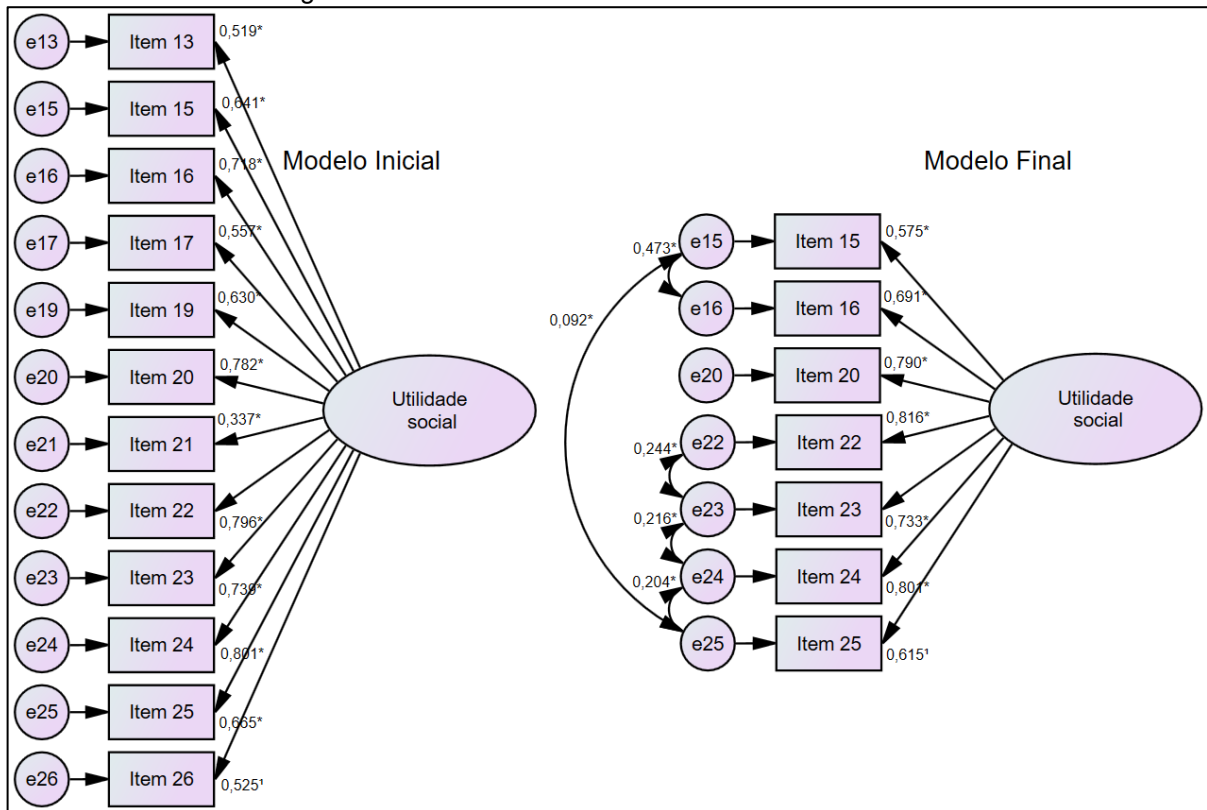 e13 Item 13 0,519*
e15 Item 15 0,641*
Modelo Inicial
e16 Item 16 0,718*
e17 Item 17 0,557*
e19 Item 19 0,630*
e20 Item 20 0,782*
Utilidade
social
e21 Item 21 0,337*
e22 Item 22
0,796*
e23 Item 23
0,739*
e24 Item 24
0,801*
e25 Item 25
0,665*
e26 Item 26
0,525¹
Modelo Final
0,473* e15 Item 15 0,575*
e16 Item 16 0,691*
0,092*
e20 Item 20 0,790*
Utilidade
social
0,244* e22 Item 22 0,816*
0,216* e23 Item 23
0,733*
0,204* e24 Item 24
0,801*
e25 Item 25
0,615¹